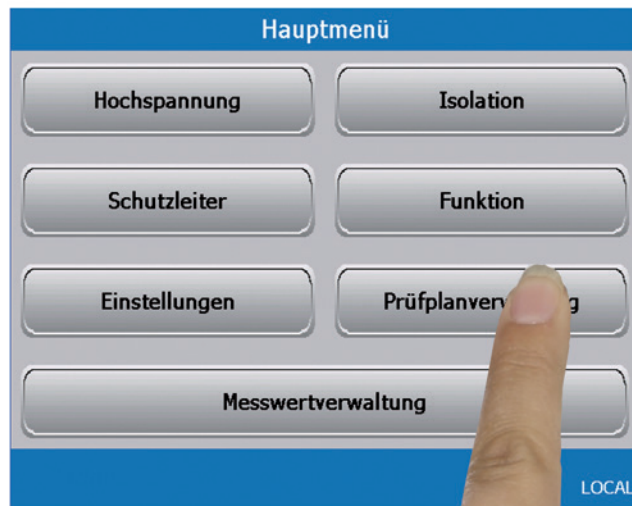 Hauptmenü
Hochspannung
Isolation
Schutzleiter
Funktion
Einstellungen
Messwertverwaltung
LOCAL